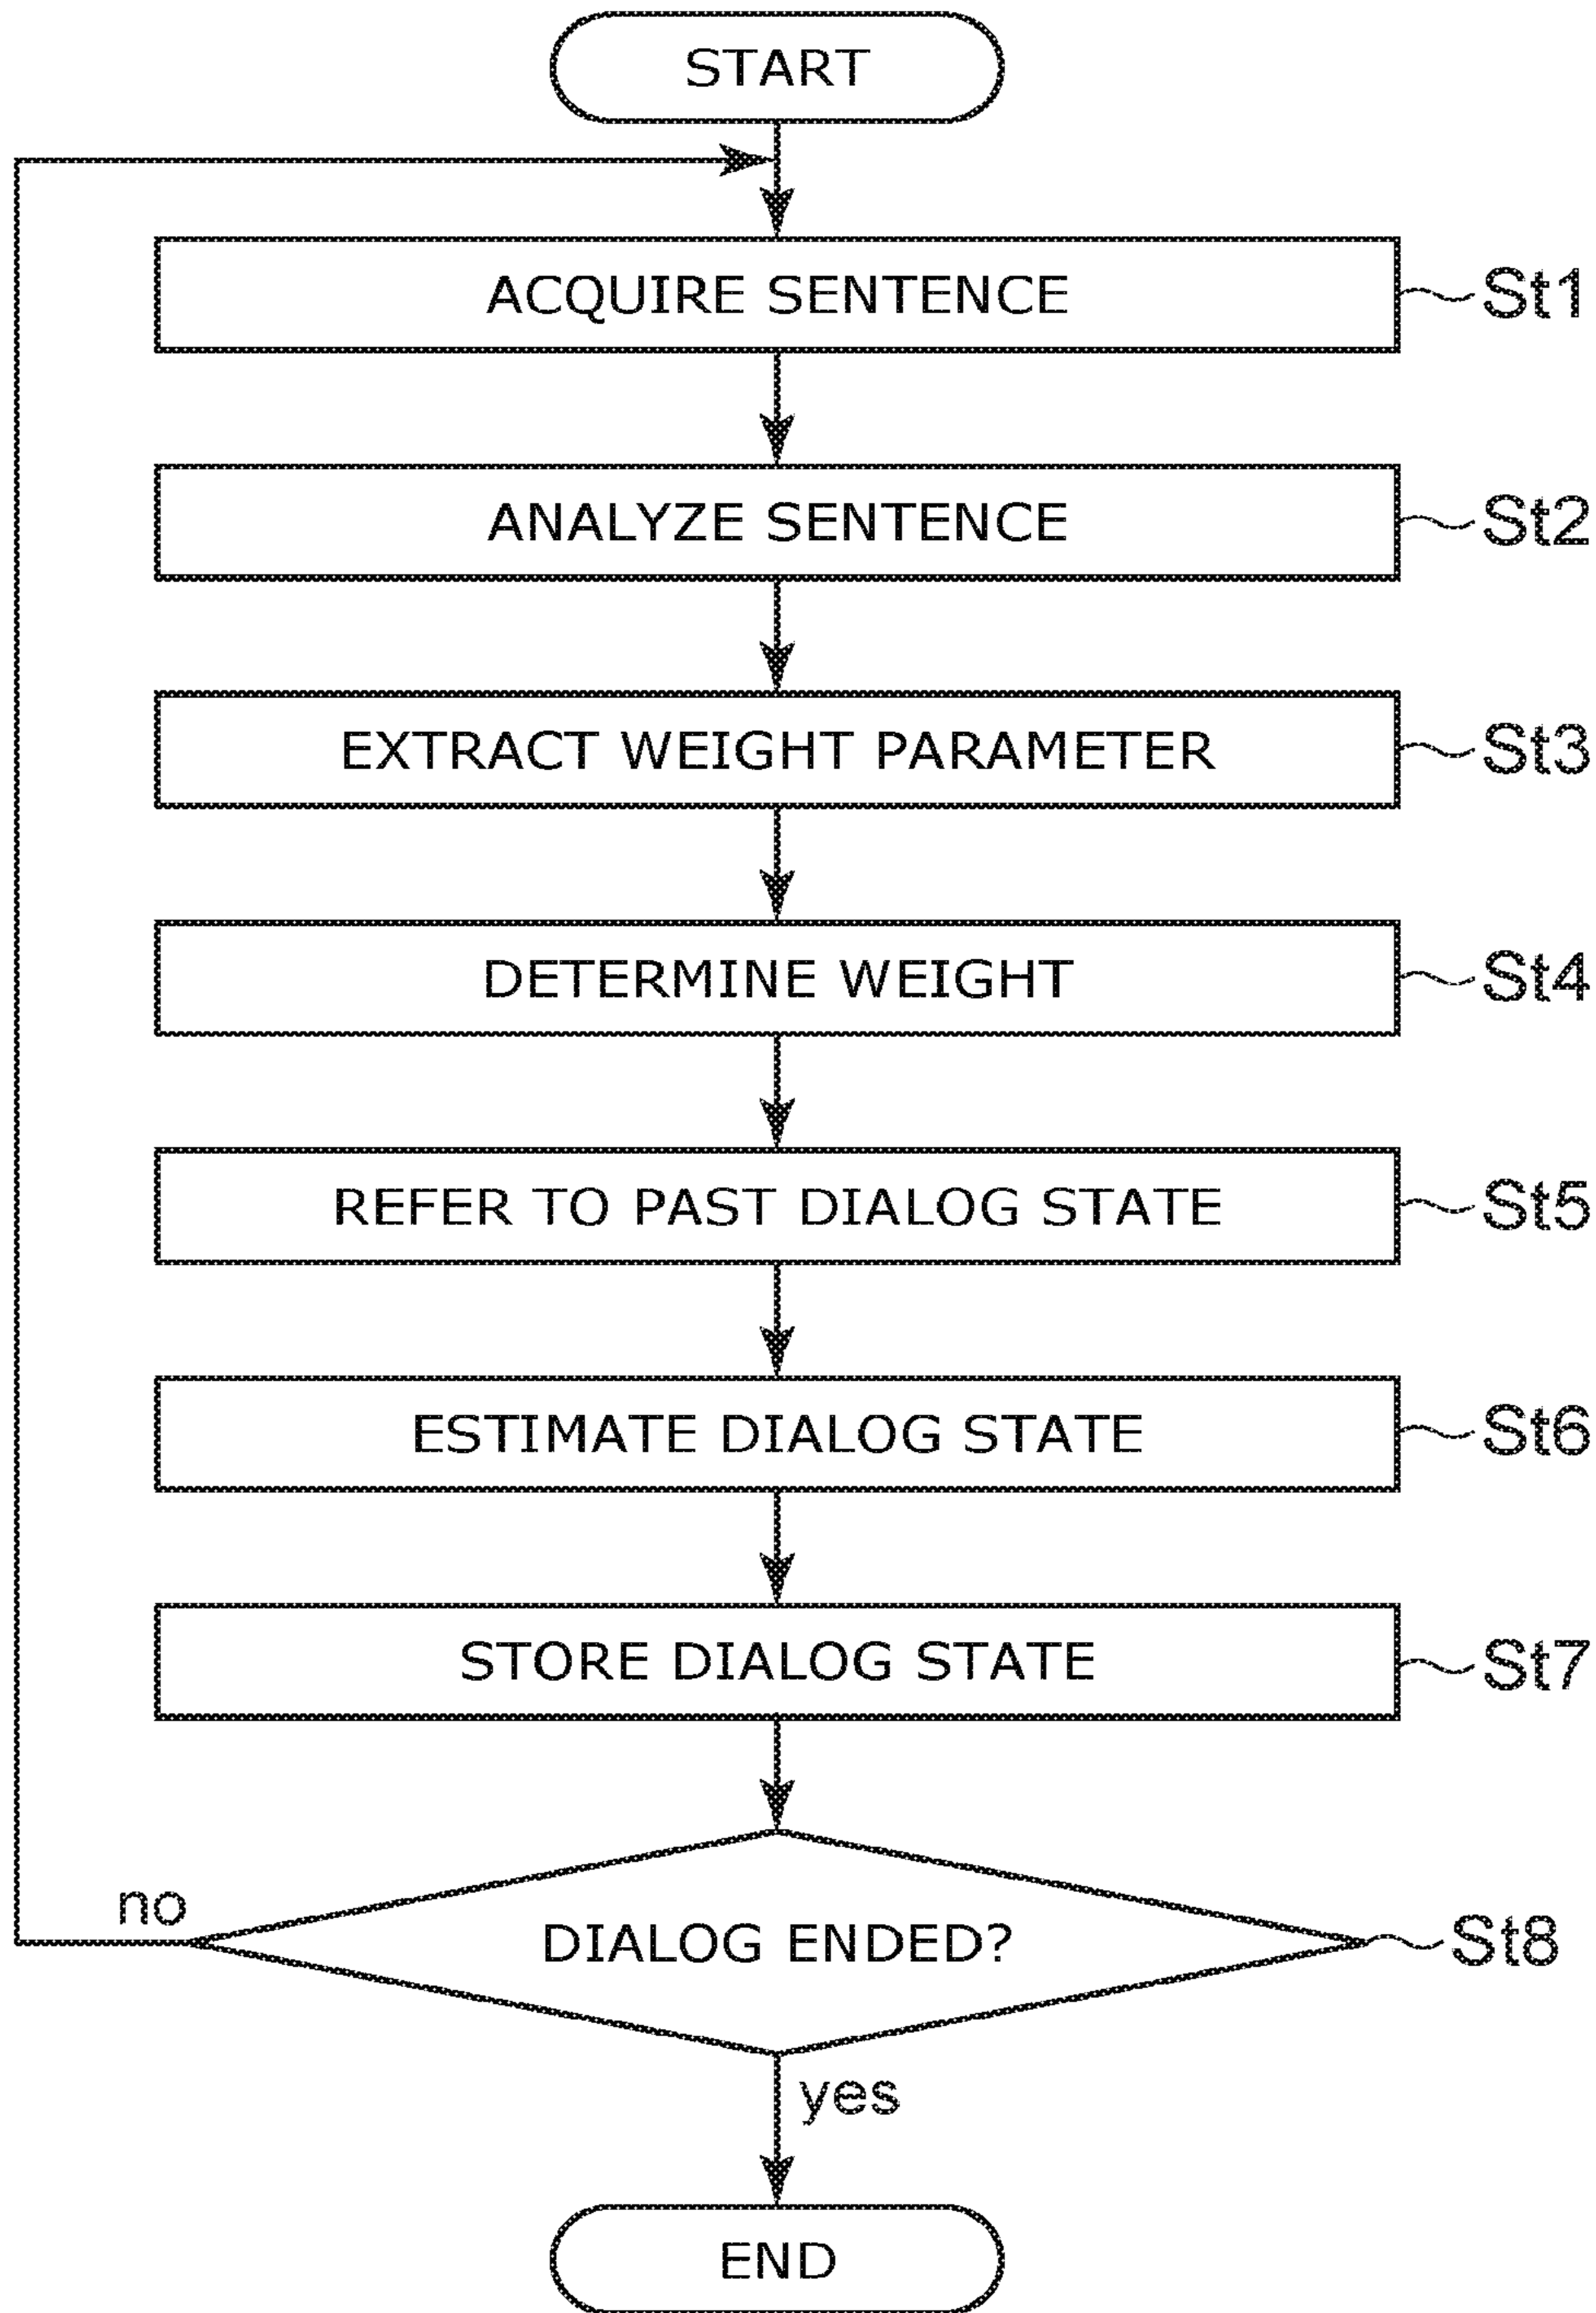 START
ACQUIRE SENTENCE St1
ANALYZE SENTENCE St2
EXTRACT WEIGHT PARAMETER St3
DETERMINE WEIGHT St4
REFER TO PAST DIALOG STATE St5
ESTIMATE DIALOG STATE St6
STORE DIALOG STATE St7
no
DIALOG ENDED? St8
yes
END